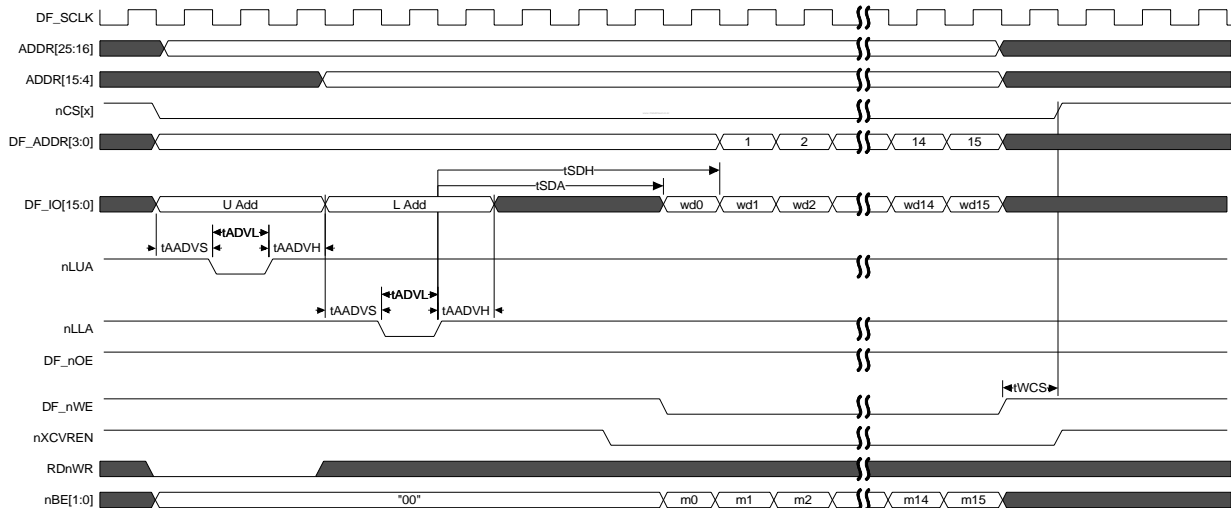 DF_SCLK
ADDR[25:16]
ADDR[15:4]
nCS[x]
DF_ADDR[3:0] 1 2 14 15
tSDH
tSDA
DF_IO[15:0] U Add L Add wd0 wd1 wd2 wd14 wd15
tADVL
tAADVS tAADVH
nLUA
tADVL
tAADVS tAADVH
nLLA
DF_nOE
tWCS
DF_nWE
nXCVREN
RDnWR
nBE[1:0] "00" m0 m1 m2 m14 m15